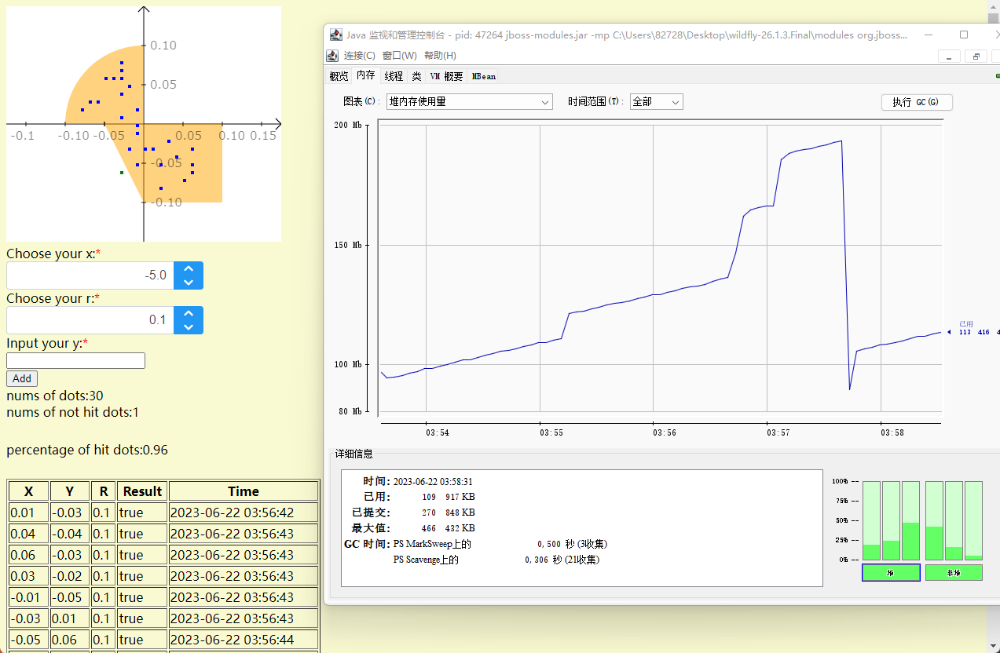 0.10
0.05
-0.1
-0.10
-0.05
0.05
0.10
0.15
-0.05
-0.10
Choose your x:*
-5.0
Choose your r:*
0.1
Input your y:*
Add
nums of dots:30
nums of not hit dots:1
percentage of hit dots:0.96
X Y R Result Time
0.01 -0.03 0.1 true 2023-06-22 03:56:42
0.04 -0.04 0.1 true 2023-06-22 03:56:43
0.06 -0.03 0.1 true 2023-06-22 03:56:43
0.03 -0.02 0.1 true 2023-06-22 03:56:43
-0.01 -0.05 0.1 true 2023-06-22 03:56:43
-0.03 0.01 0.1 true 2023-06-22 03:56:43
-0.05 0.06 0.1 true 2023-06-22 03:56:44
Java 监视和管理控制台 - pid: 47264 jboss-modules.jar -mp C:\Users\82728\Desktop\wildfly-26.1.3.Final\modules org.jboss...
连接(C) 窗口(W) 帮助(H)
概览 内存 线程 类 VM 概要 MBean
图表(C): 堆内存使用量 时间范围(T): 全部 执行 GC(G)
200 Mb
150 Mb
100 Mb
80 Mb
已用
113 416 4
03:54 03:55 03:56 03:57 03:58
详细信息
时间: 2023-06-22 03:58:31
已用: 109 917 KB
已提交: 270 848 KB
最大值: 466 432 KB
GC 时间: PS MarkSweep上的 0,500 秒 (3收集)
PS Scavenge上的 0,306 秒 (21收集)
100% --
75% --
50% --
25% --
0% --
堆 非堆